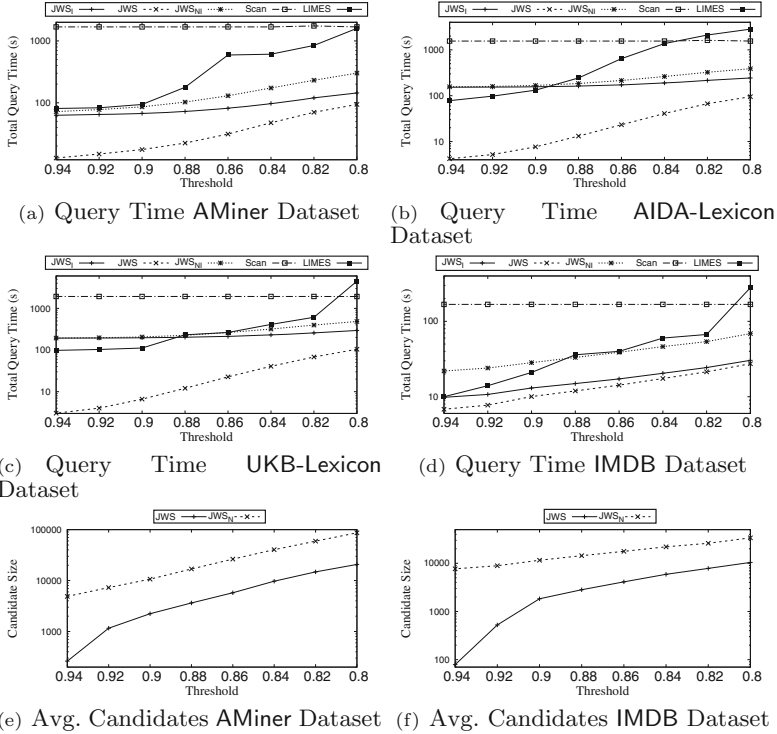 JWS_I JWS JWS_NI Scan LIMES
JWS_I JWS JWS_NI Scan LIMES
Total Query Time (s)
1000
100
0.94 0.92 0.9 0.88 0.86 0.84 0.82 0.8
Threshold
Total Query Time (s)
1000
100
10
0.94 0.92 0.9 0.88 0.86 0.84 0.82 0.8
Threshold
(a) Query Time AMiner Dataset
(b) Query Time AIDA-Lexicon
Dataset
JWS_I JWS JWS_NI Scan LIMES
JWS_I JWS JWS_NI Scan LIMES
Total Query Time (s)
1000
100
10
0.94 0.92 0.9 0.88 0.86 0.84 0.82 0.8
Threshold
Total Query Time (s)
100
10
0.94 0.92 0.9 0.88 0.86 0.84 0.82 0.8
Threshold
(c) Query Time UKB-Lexicon
Dataset
(d) Query Time IMDB Dataset
JWS JWS_N
JWS JWS_N
Candidate Size
100000
10000
1000
0.94 0.92 0.9 0.88 0.86 0.84 0.82 0.8
Threshold
Candidate Size
10000
1000
100
0.94 0.92 0.9 0.88 0.86 0.84 0.82 0.8
Threshold
(e) Avg. Candidates AMiner Dataset
(f) Avg. Candidates IMDB Dataset